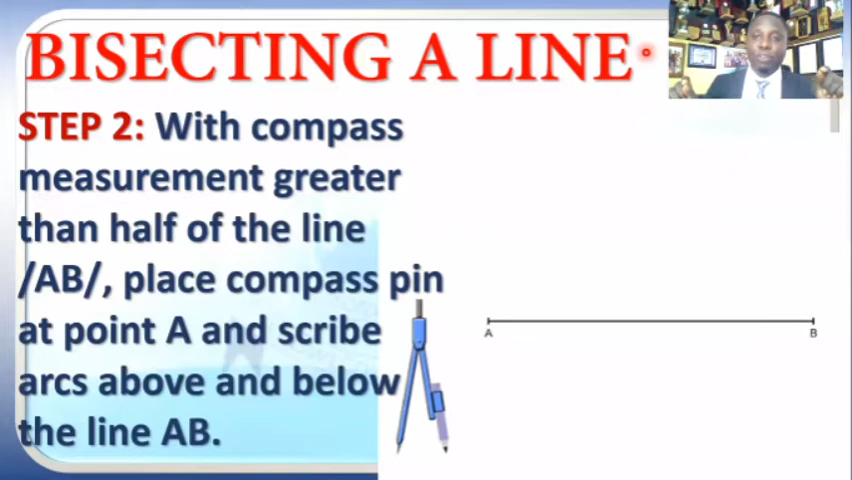 BISECTING A LINE
STEP 2: With compass
measurement greater
than half of the line
/AB/, place compass pin
at point A and scribe
arcs above and below
the line AB.
A B